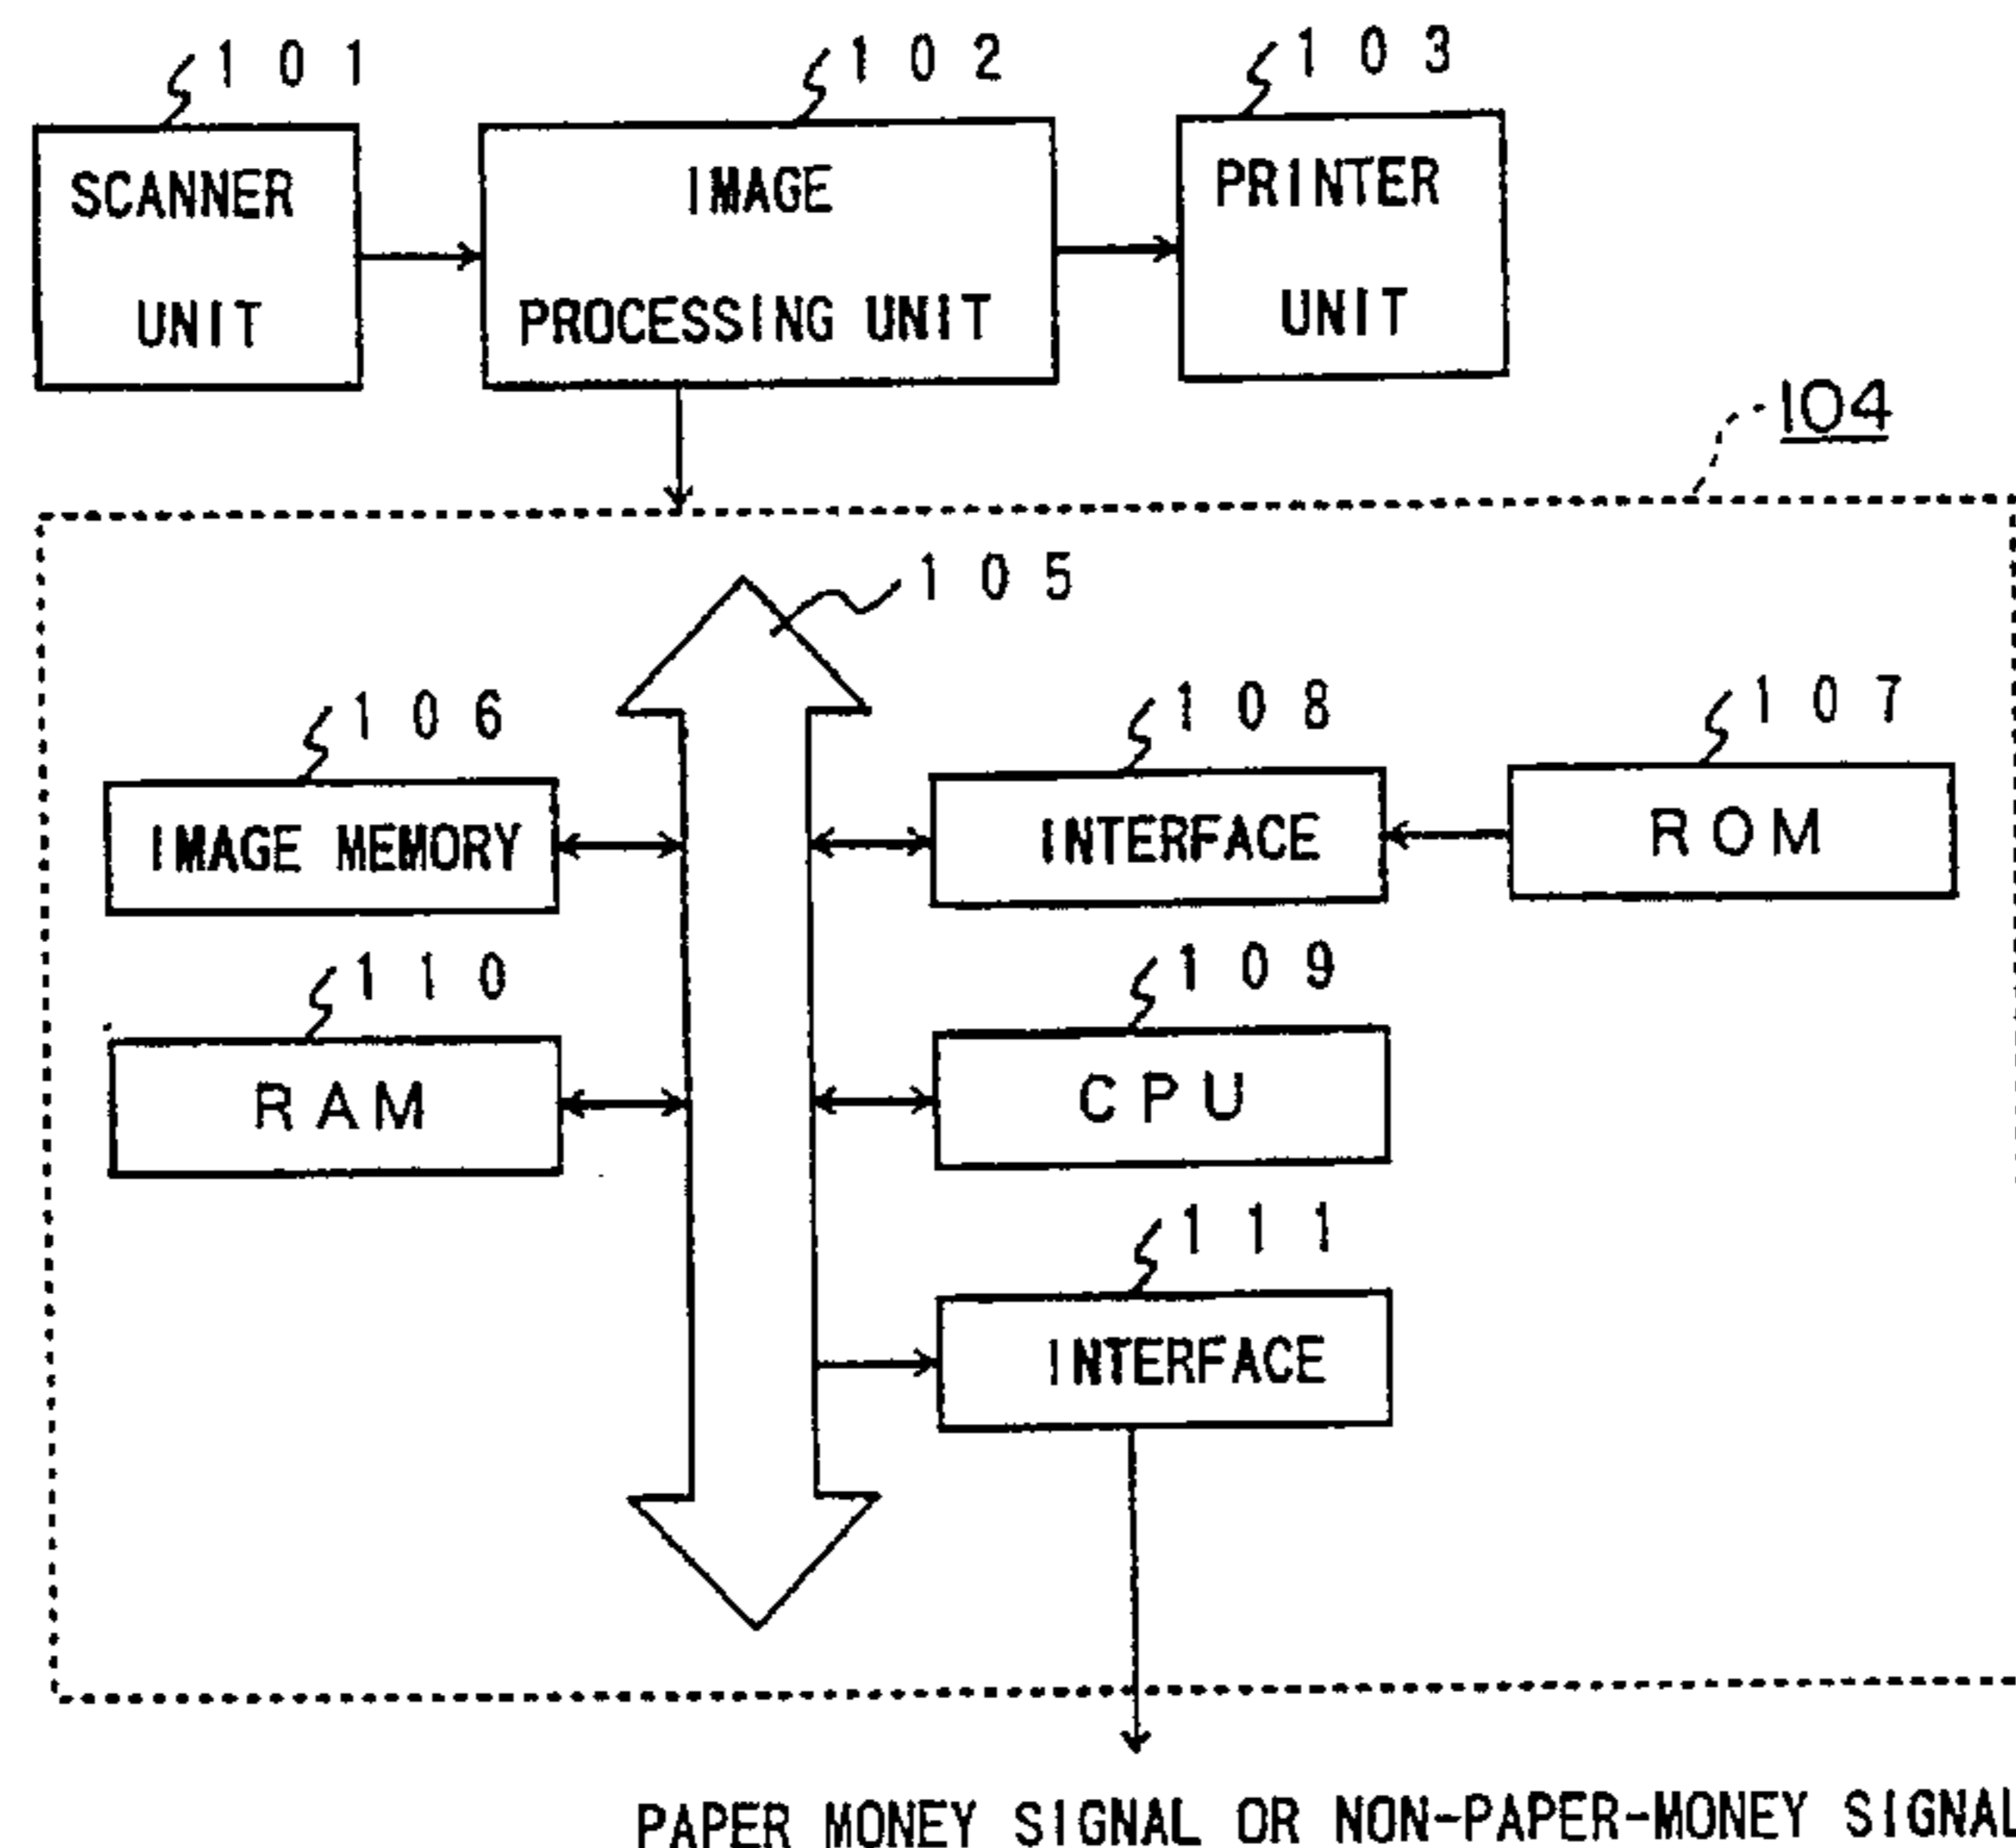 101
102
103
SCANNER
UNIT
IMAGE
PROCESSING UNIT
PRINTER
UNIT
104
105
106
108
107
IMAGE MEMORY
INTERFACE
ROM
110
109
RAM
CPU
111
INTERFACE
PAPER MONEY SIGNAL OR NON-PAPER-MONEY SIGNAL